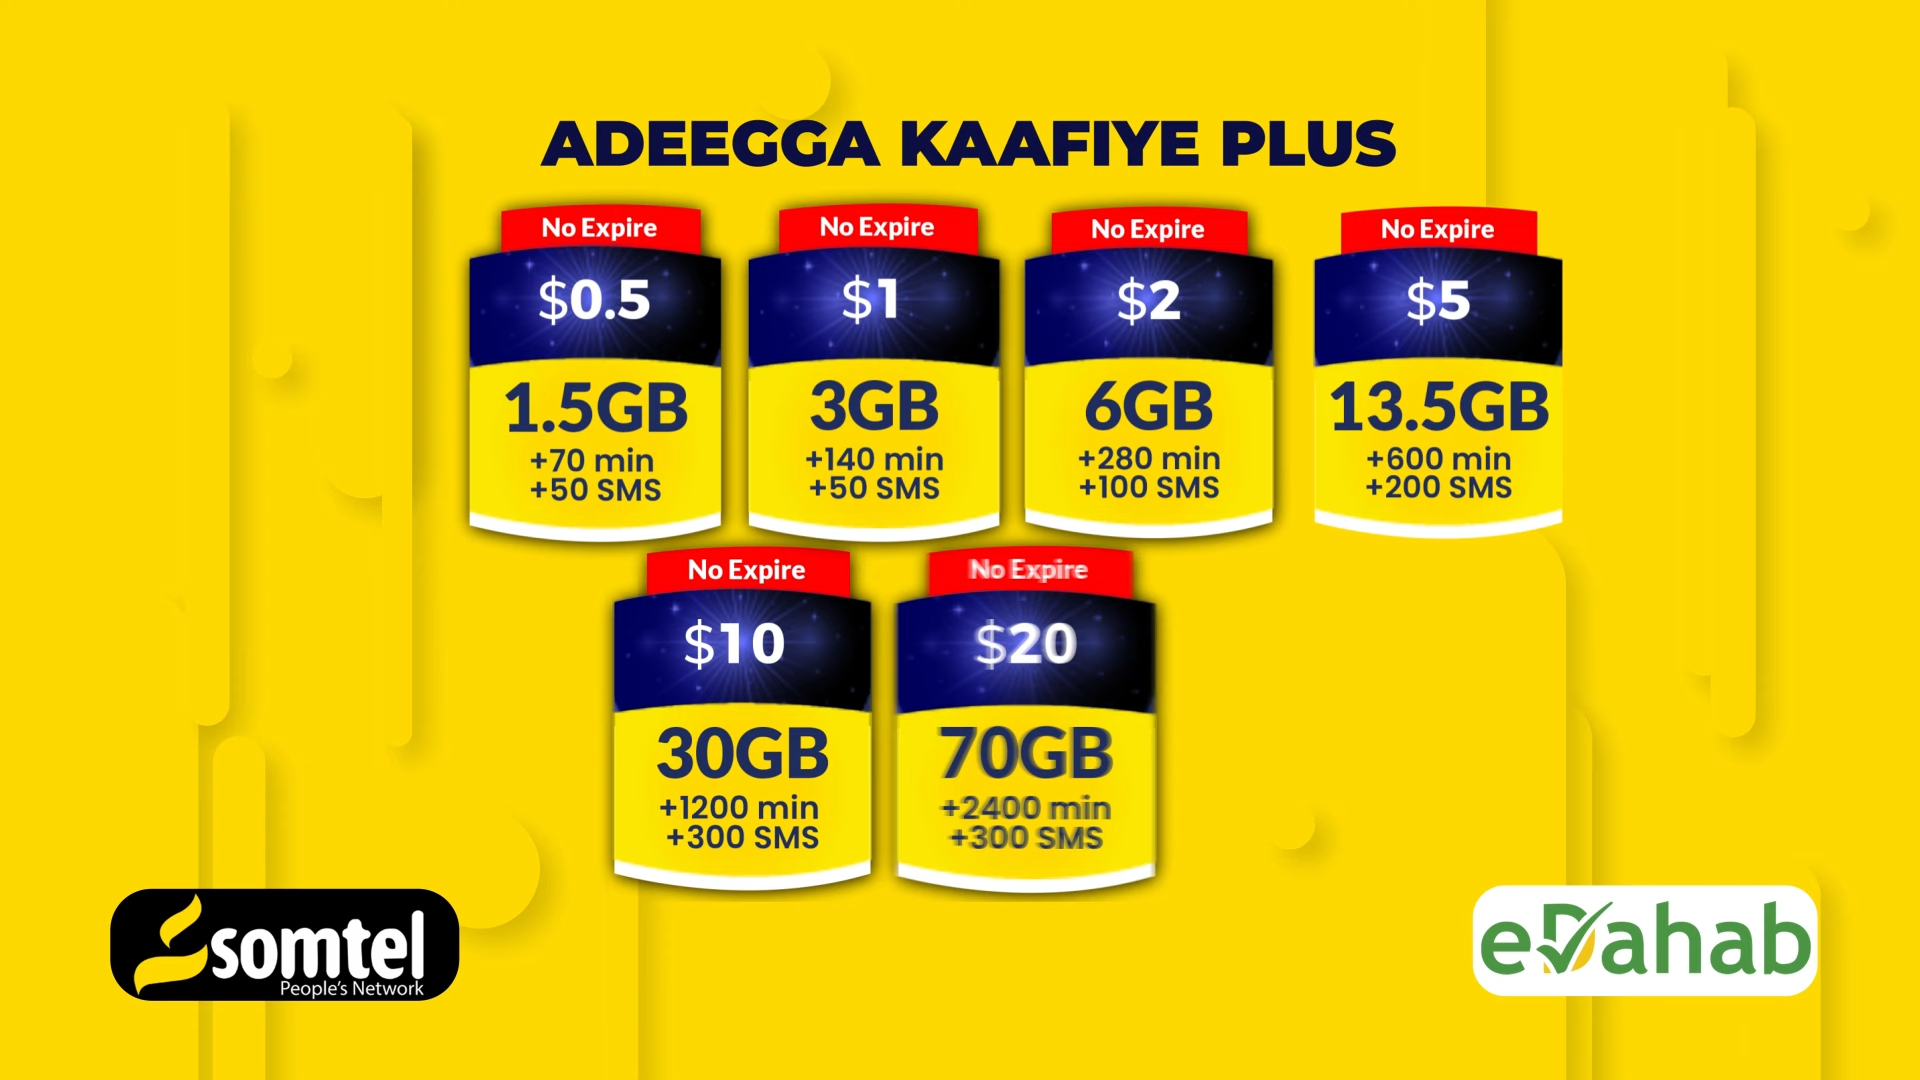 ADEEGGA KAAFIYE PLUS
No Expire
$0.5
1.5GB
+70 min
+50 SMS
No Expire
$1
3GB
+140 min
+50 SMS
No Expire
$2
6GB
+280 min
+100 SMS
No Expire
$5
13.5GB
+600 min
+200 SMS
No Expire
$10
30GB
+1200 min
+300 SMS
No Expire
$20
70GB
+2400 min
+300 SMS
somtel
People's Network
eDahab